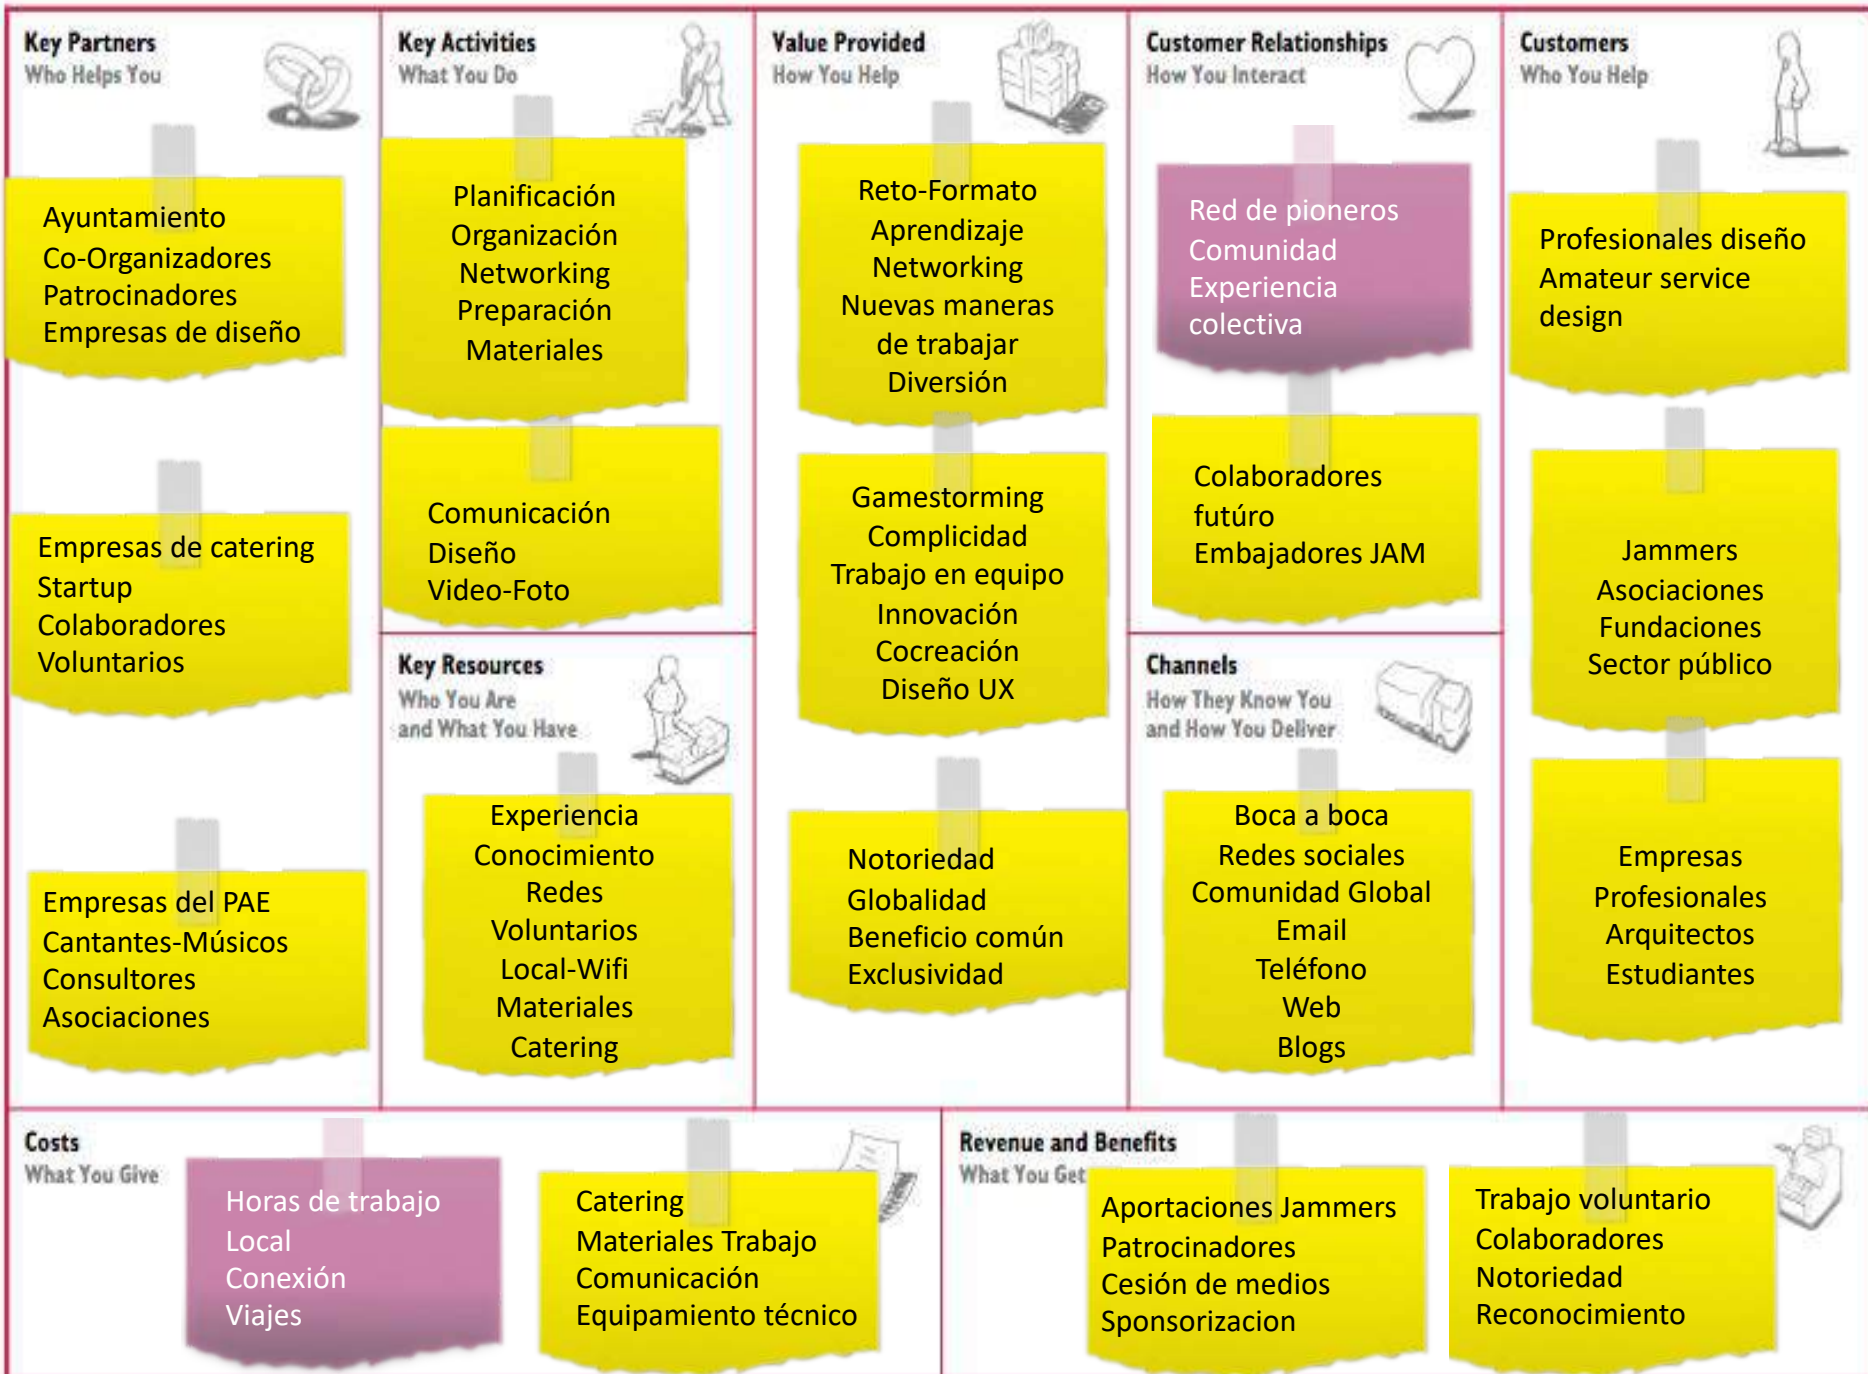 Key Partners
Who Helps You
Ayuntamiento
Co-Organizadores
Patrocinadores
Empresas de diseño
Empresas de catering
Startup
Colaboradores
Voluntarios
Empresas del PAE
Cantantes-Músicos
Consultores
Asociaciones
Key Activities
What You Do
Planificación
Organización
Networking
Preparación
Materiales
Comunicación
Diseño
Video-Foto
Key Resources
Who You Are
and What You Have
Experiencia
Conocimiento
Redes
Voluntarios
Local-Wifi
Materiales
Catering
Value Provided
How You Help
Reto-Formato
Aprendizaje
Networking
Nuevas maneras
de trabajar
Diversión
Gamestorming
Complicidad
Trabajo en equipo
Innovación
Cocreación
Diseño UX
Notoriedad
Globalidad
Beneficio común
Exclusividad
Customer Relationships
How You Interact
Red de pioneros
Comunidad
Experiencia
colectiva
Colaboradores
futúro
Embajadores JAM
Channels
How They Know You
and How You Deliver
Boca a boca
Redes sociales
Comunidad Global
Email
Teléfono
Web
Blogs
Customers
Who You Help
Profesionales diseño
Amateur service
design
Jammers
Asociaciones
Fundaciones
Sector público
Empresas
Profesionales
Arquitectos
Estudiantes
Costs
What You Give
Horas de trabajo
Local
Conexión
Viajes
Catering
Materiales Trabajo
Comunicación
Equipamiento técnico
Revenue and Benefits
What You Get
Aportaciones Jammers
Patrocinadores
Cesión de medios
Sponsorizacion
Trabajo voluntario
Colaboradores
Notoriedad
Reconocimiento